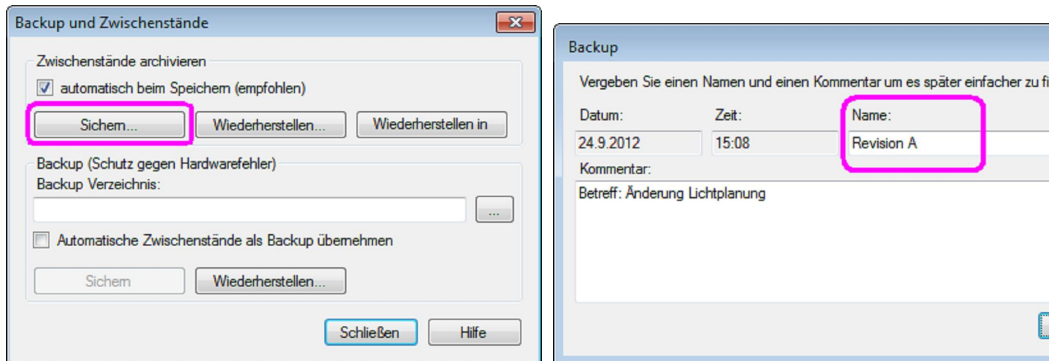 Backup und Zwischenstände
Zwischenstände archivieren
automatisch beim Speichern (empfohlen)
Sichern... Wiederherstellen... Wiederherstellen in
Backup (Schutz gegen Hardwarefehler)
Backup Verzeichnis:
...
Automatische Zwischenstände als Backup übernehmen
Sichern Wiederherstellen...
Schließen Hilfe
Backup
Vergeben Sie einen Namen und einen Kommentar um es später einfacher zu fi
Datum: Zeit: Name:
24.9.2012 15:08 Revision A
Kommentar:
Betreff: Änderung Lichtplanung